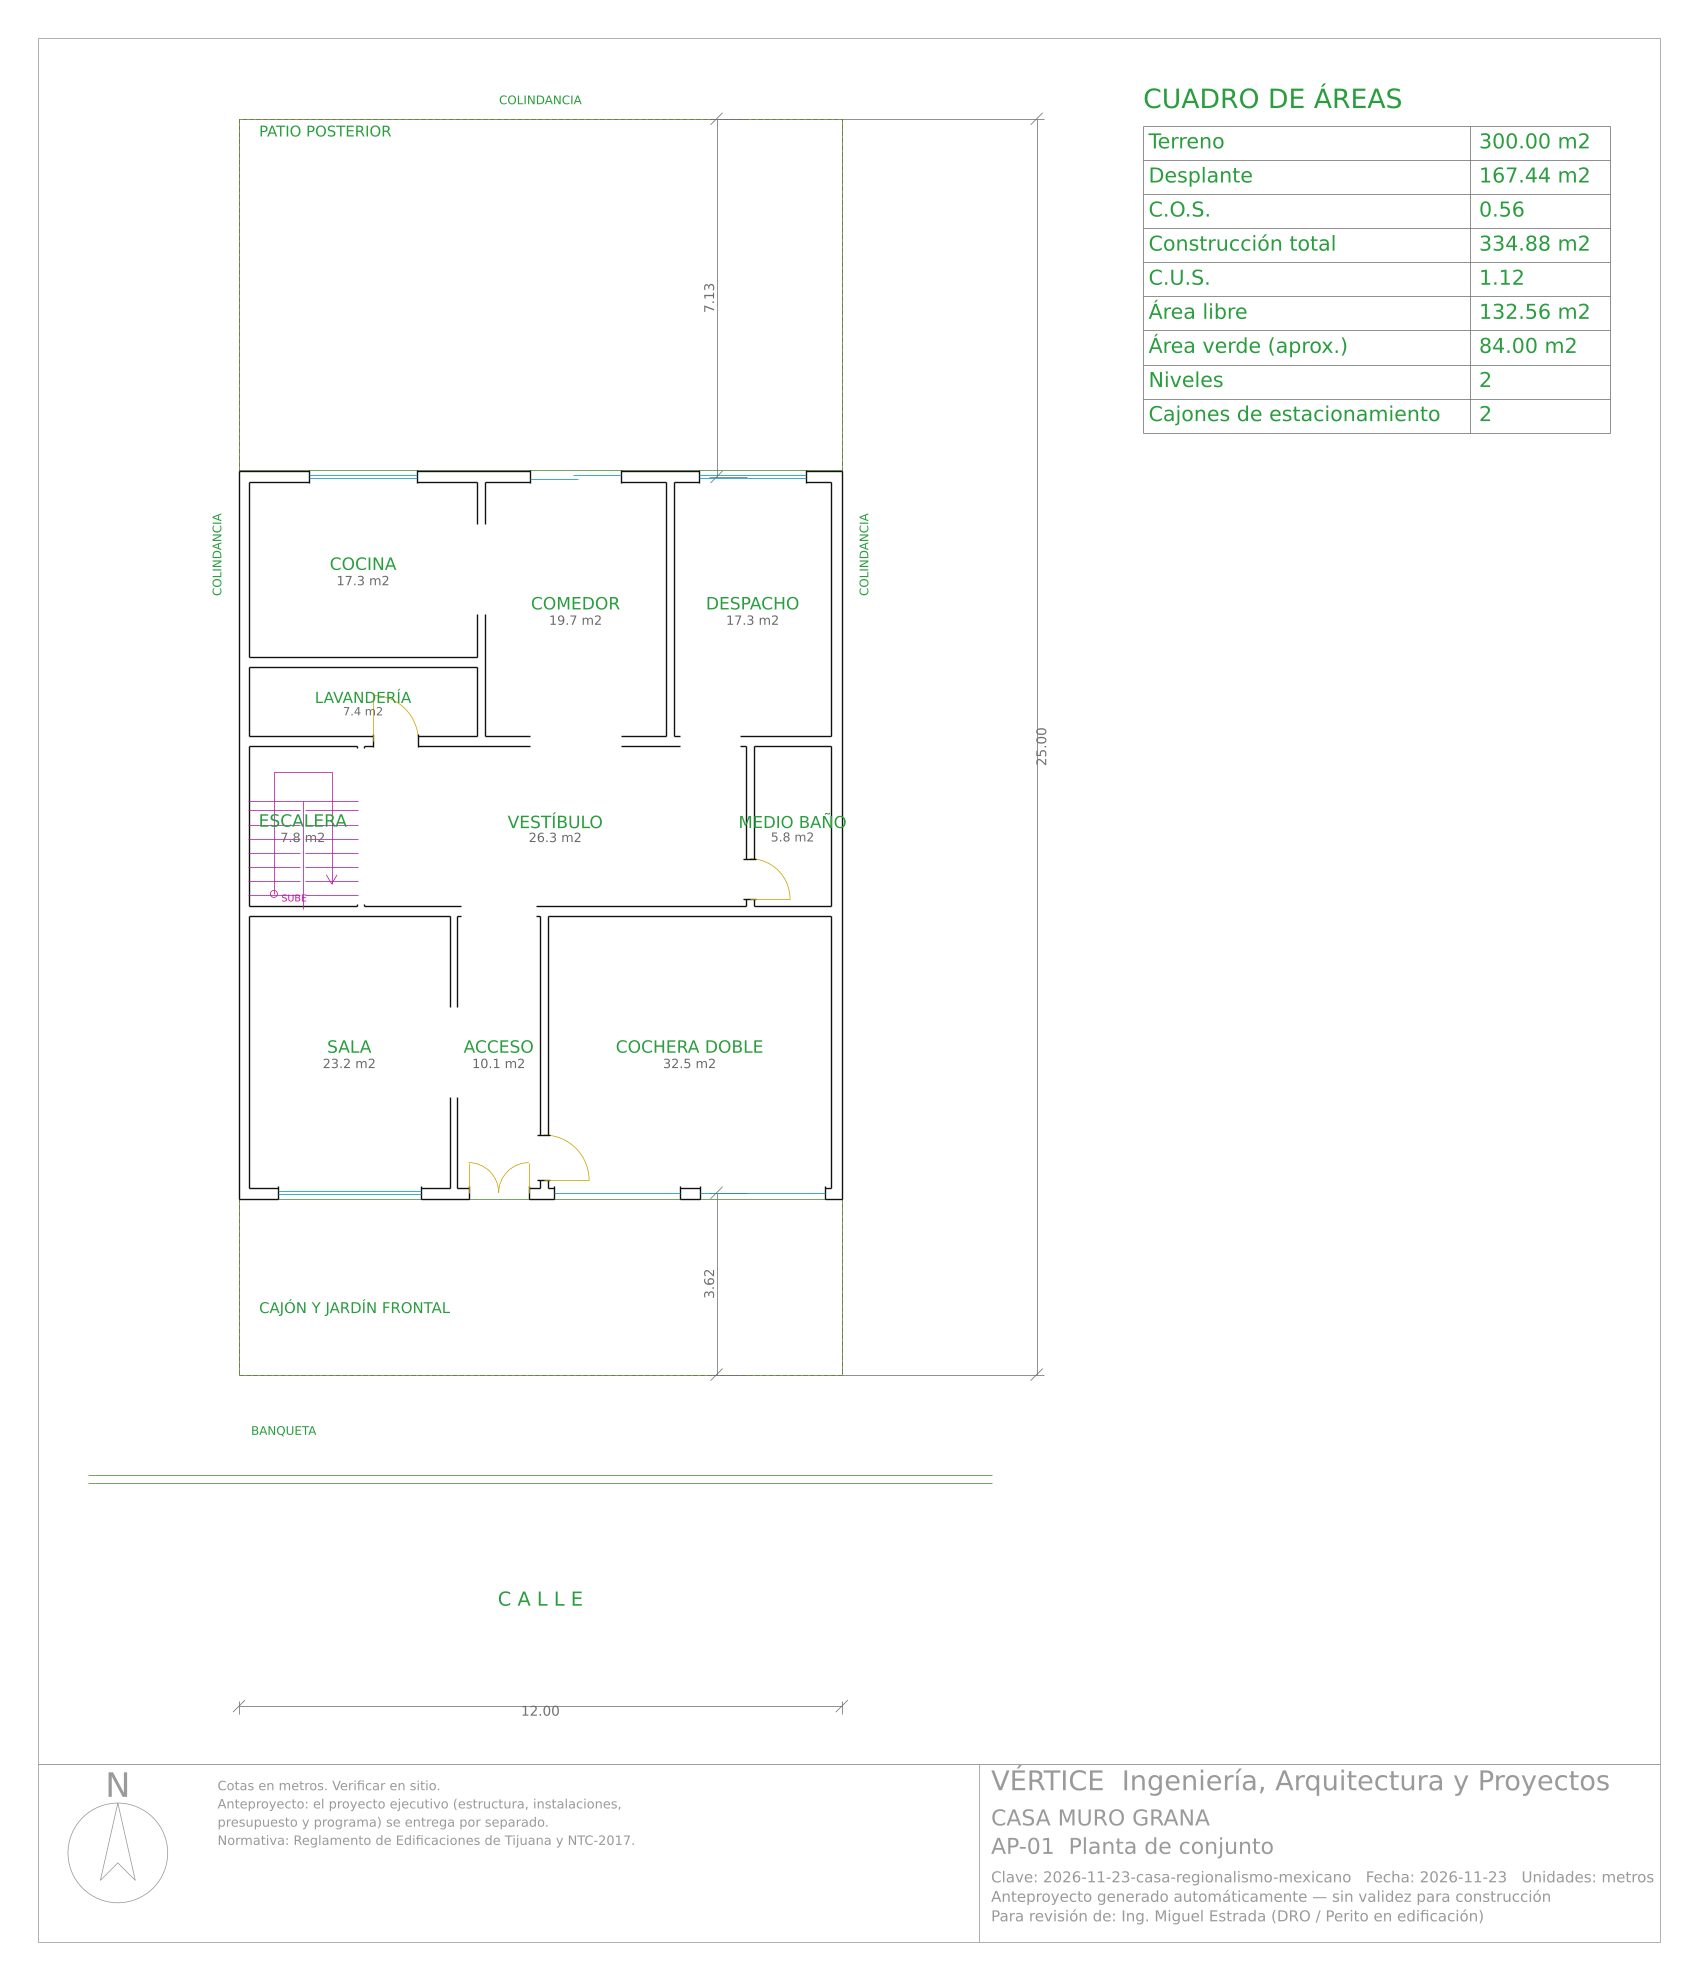 COLINDANCIA
PATIO POSTERIOR
7.13
COLINDANCIA
COLINDANCIA
COCINA
17.3 m2
COMEDOR
19.7 m2
DESPACHO
17.3 m2
LAVANDERÍA
7.4 m2
25.00
ESCALERA
7.8 m2
SUBE
VESTÍBULO
26.3 m2
MEDIO BAÑO
5.8 m2
SALA
23.2 m2
ACCESO
10.1 m2
COCHERA DOBLE
32.5 m2
3.62
CAJÓN Y JARDÍN FRONTAL
BANQUETA
C A L L E
12.00
CUADRO DE ÁREAS
Terreno 300.00 m2
Desplante 167.44 m2
C.O.S. 0.56
Construcción total 334.88 m2
C.U.S. 1.12
Área libre 132.56 m2
Área verde (aprox.) 84.00 m2
Niveles 2
Cajones de estacionamiento 2
N
Cotas en metros. Verificar en sitio.
Anteproyecto: el proyecto ejecutivo (estructura, instalaciones,
presupuesto y programa) se entrega por separado.
Normativa: Reglamento de Edificaciones de Tijuana y NTC-2017.
VÉRTICE Ingeniería, Arquitectura y Proyectos
CASA MURO GRANA
AP-01 Planta de conjunto
Clave: 2026-11-23-casa-regionalismo-mexicano Fecha: 2026-11-23 Unidades: metros
Anteproyecto generado automáticamente — sin validez para construcción
Para revisión de: Ing. Miguel Estrada (DRO / Perito en edificación)